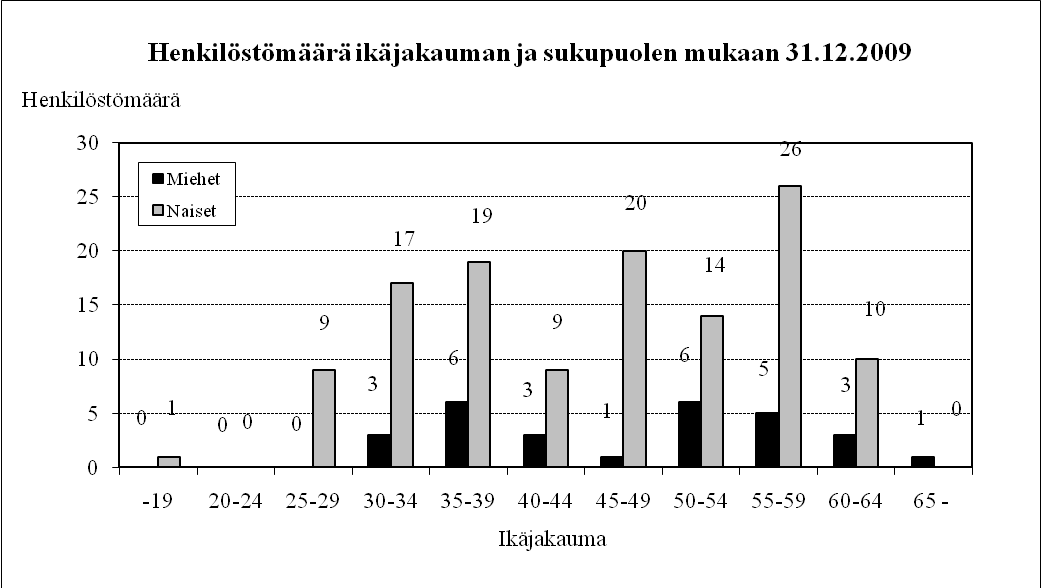 Henkilöstömäärä ikäjakauman ja sukupuolen mukaan 31.12.2009
Henkilöstömäärä
30
25
20
15
10
5
0
Miehet
Naiset
0 1 0 0 0 9 3 17 6 19 3 9 1 20 6 14 5 26 3 10 1 0
-19 20-24 25-29 30-34 35-39 40-44 45-49 50-54 55-59 60-64 65 -
Ikäjakauma